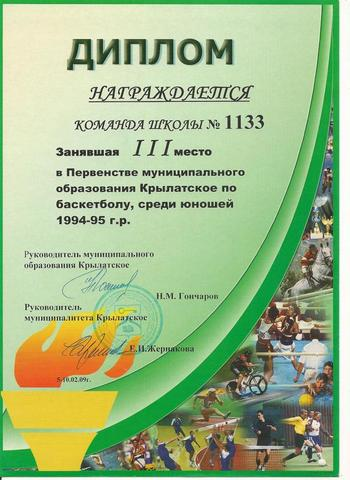 ДИПЛОМ
НАГРАЖДАЕТСЯ
КОМАНДА ШКОЛЫ № 1133
Занявшая III место
в Первенстве муниципального
образования Крылатское по
баскетболу, среди юношей
1994-95 г.р.
Руководитель муниципального
образования Крылатское
Н.М. Гончаров
Руководитель
муниципалитета Крылатское
Е.И.Жернакова
5-10.02.09г.